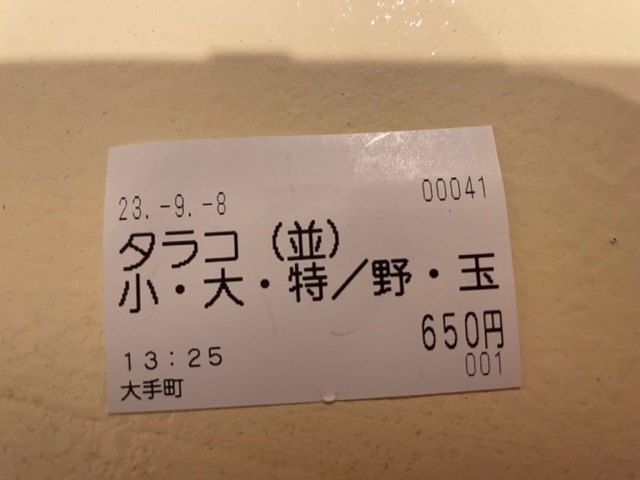 23.-9.-8 00041
タラコ（並）
小・大・特／野・玉
650円
13：25 001
大手町